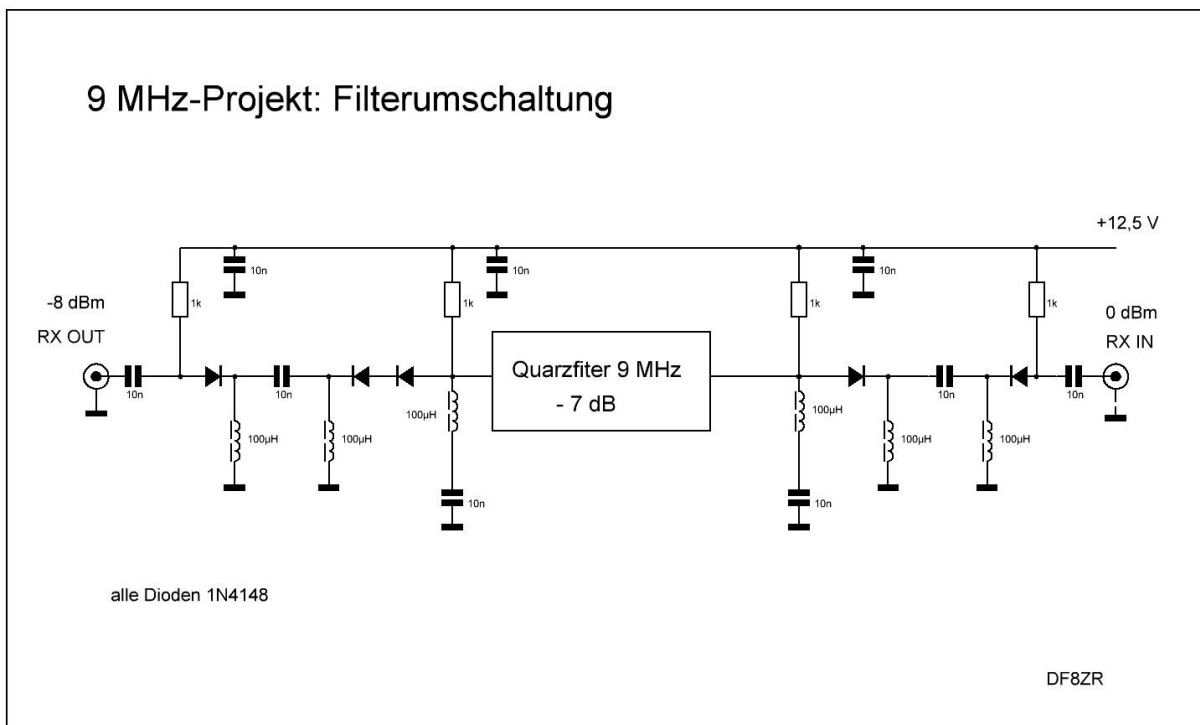 9 MHz-Projekt: Filterumschaltung
+12,5 V
10n
10n
10n
1k
1k
1k
1k
-8 dBm
RX OUT
0 dBm
RX IN
Quarzfiter 9 MHz
- 7 dB
10n
10n
10n
10n
100µH
100µH
100µH
100µH
100µH
100µH
10n
10n
alle Dioden 1N4148
DF8ZR